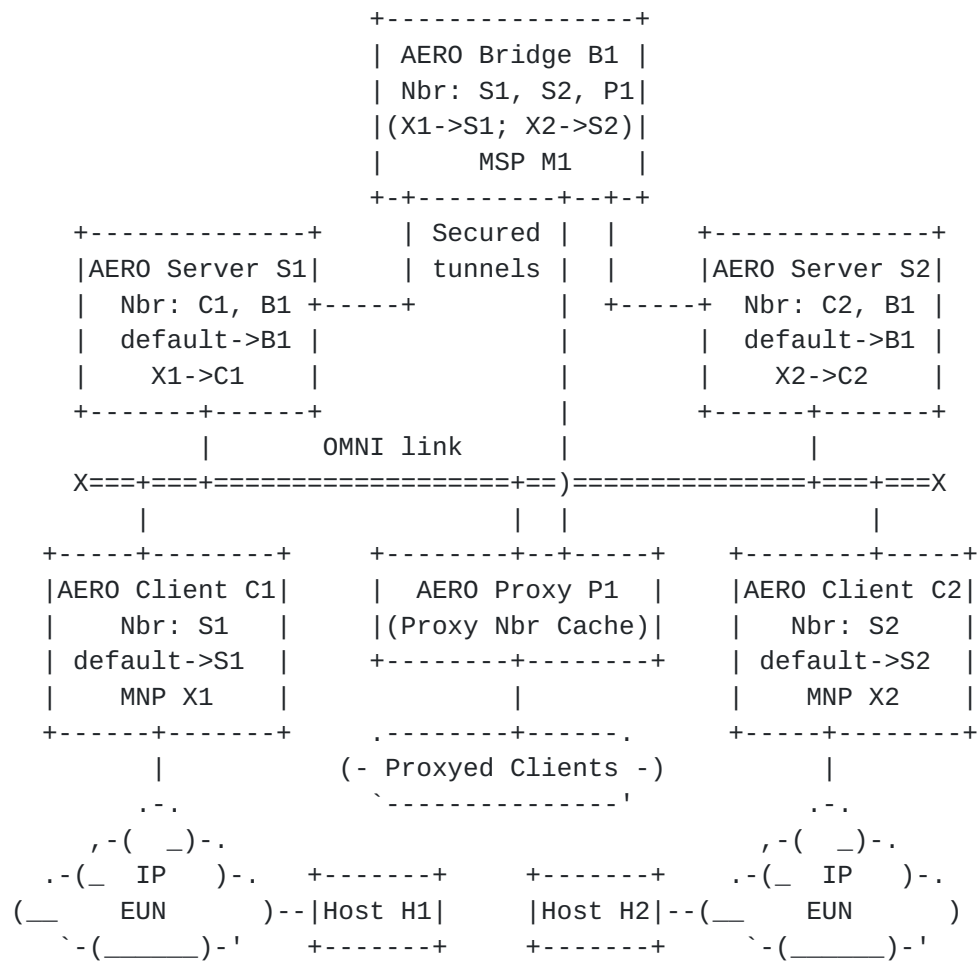 AERO Bridge B1
Nbr: S1, S2, P1
(X1->S1; X2->S2)
MSP M1
Secured
AERO Server S1 tunnels AERO Server S2
Nbr: C1, B1 Nbr: C2, B1
default->B1 default->B1
X1->C1 X2->C2
OMNI link
X X
AERO Client C1 AERO Proxy P1 AERO Client C2
Nbr: S1 (Proxy Nbr Cache) Nbr: S2
default->S1 default->S2
MNP X1 MNP X2
(- Proxyed Clients -)
IP IP
EUN Host H1 Host H2 EUN